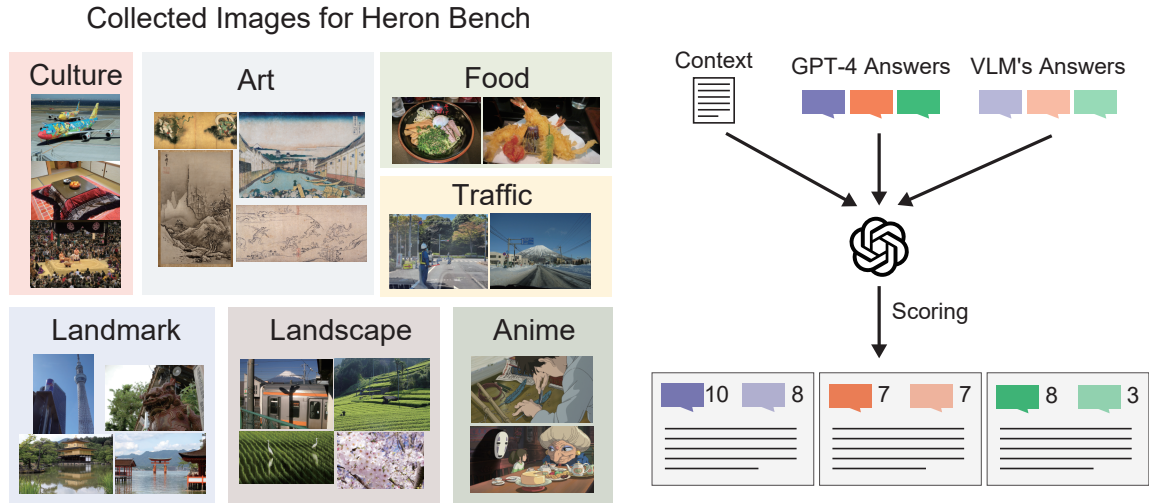 Collected Images for Heron Bench
Culture
Art
Food
Traffic
Landmark
Landscape
Anime
Context
GPT-4 Answers
VLM's Answers
Scoring
10
8
7
7
8
3